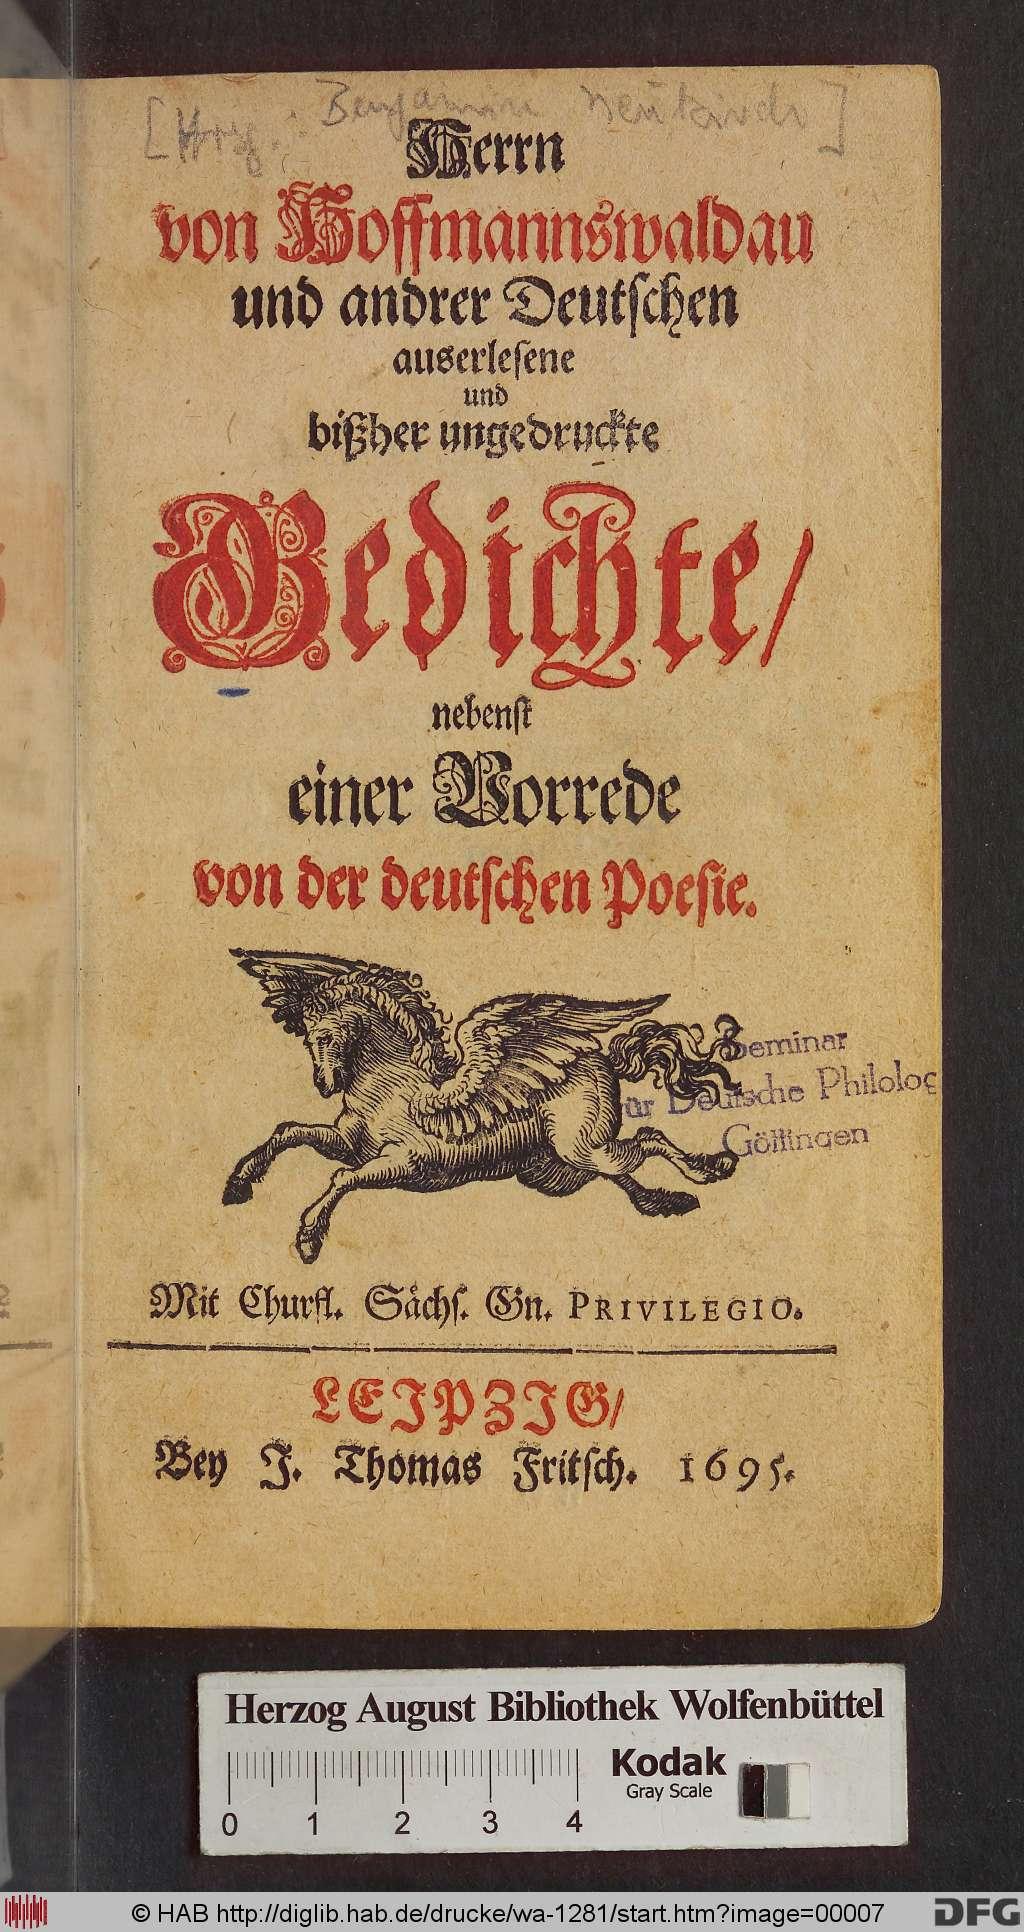 [Hrsg.: Benjamin Neukirch]
Herrn
von Hoffmannswaldau
und andrer Deutſchen
auserleſene
und
bißher ungedruckte
Gedichte/
nebenſt
einer Vorrede
von der deutſchen Poeſie.
Seminar
für Deutsche Philolog
Göttingen
Mit Churfl. Saͤchſ. Gn. PRIVILEGIO.
LEIPZIG/
Bey J. Thomas Fritſch. 1695.
Herzog August Bibliothek Wolfenbüttel
Kodak
Gray Scale
0 1 2 3 4
© HAB http://diglib.hab.de/drucke/wa-1281/start.htm?image=00007
DFG